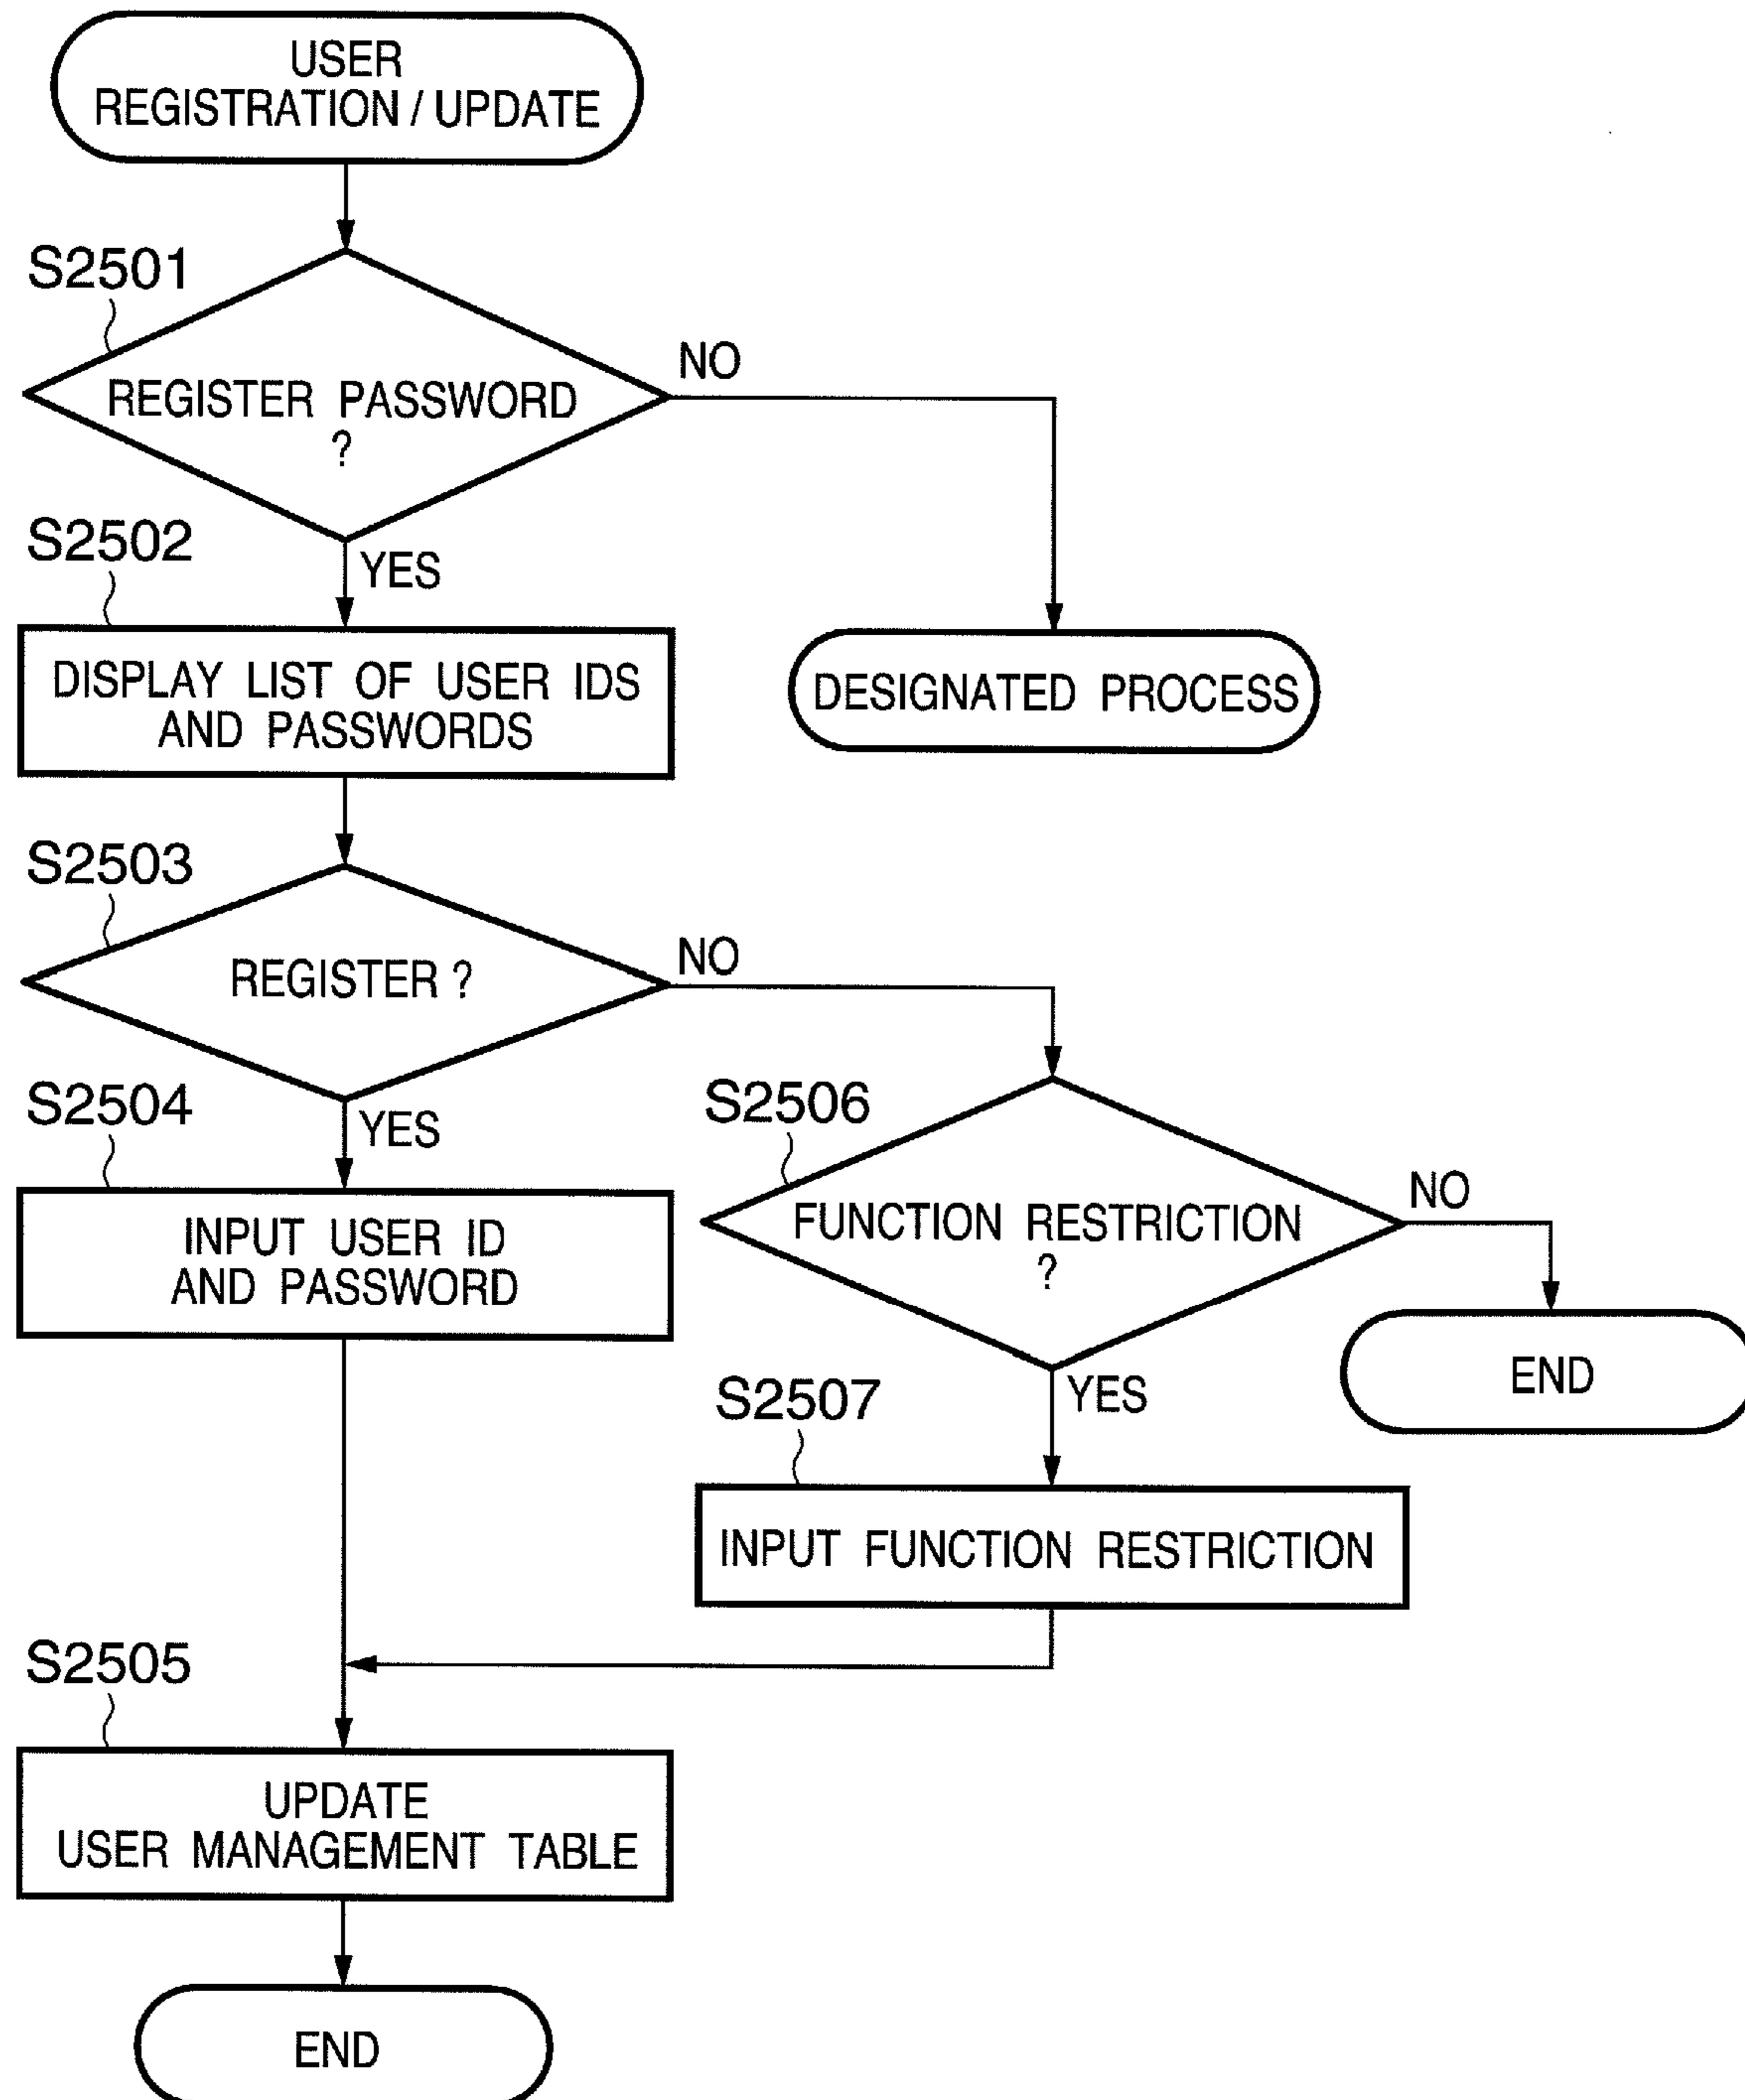 USER
REGISTRATION / UPDATE
S2501
REGISTER PASSWORD
?
NO
YES
S2502
DISPLAY LIST OF USER IDS
AND PASSWORDS
DESIGNATED PROCESS
S2503
REGISTER ?
NO
YES
S2504
INPUT USER ID
AND PASSWORD
S2506
FUNCTION RESTRICTION
?
NO
YES
END
S2507
INPUT FUNCTION RESTRICTION
S2505
UPDATE
USER MANAGEMENT TABLE
END